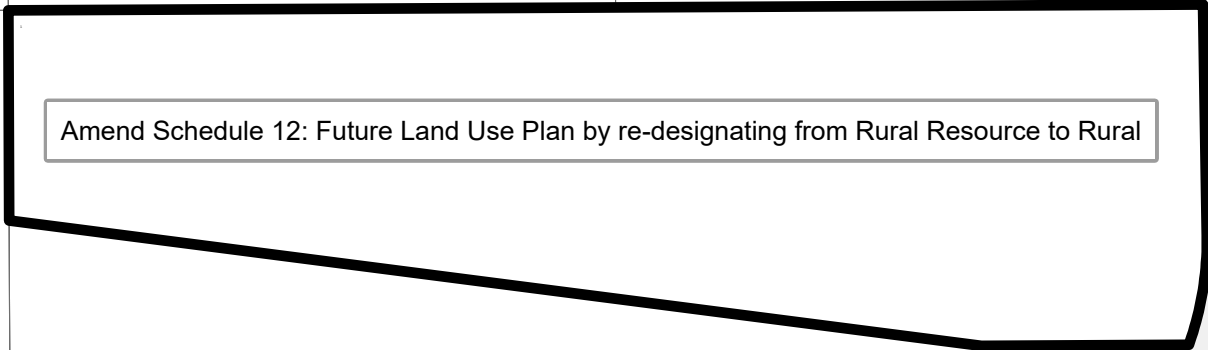 Amend Schedule 12: Future Land Use Plan by re-designating from Rural Resource to Rural